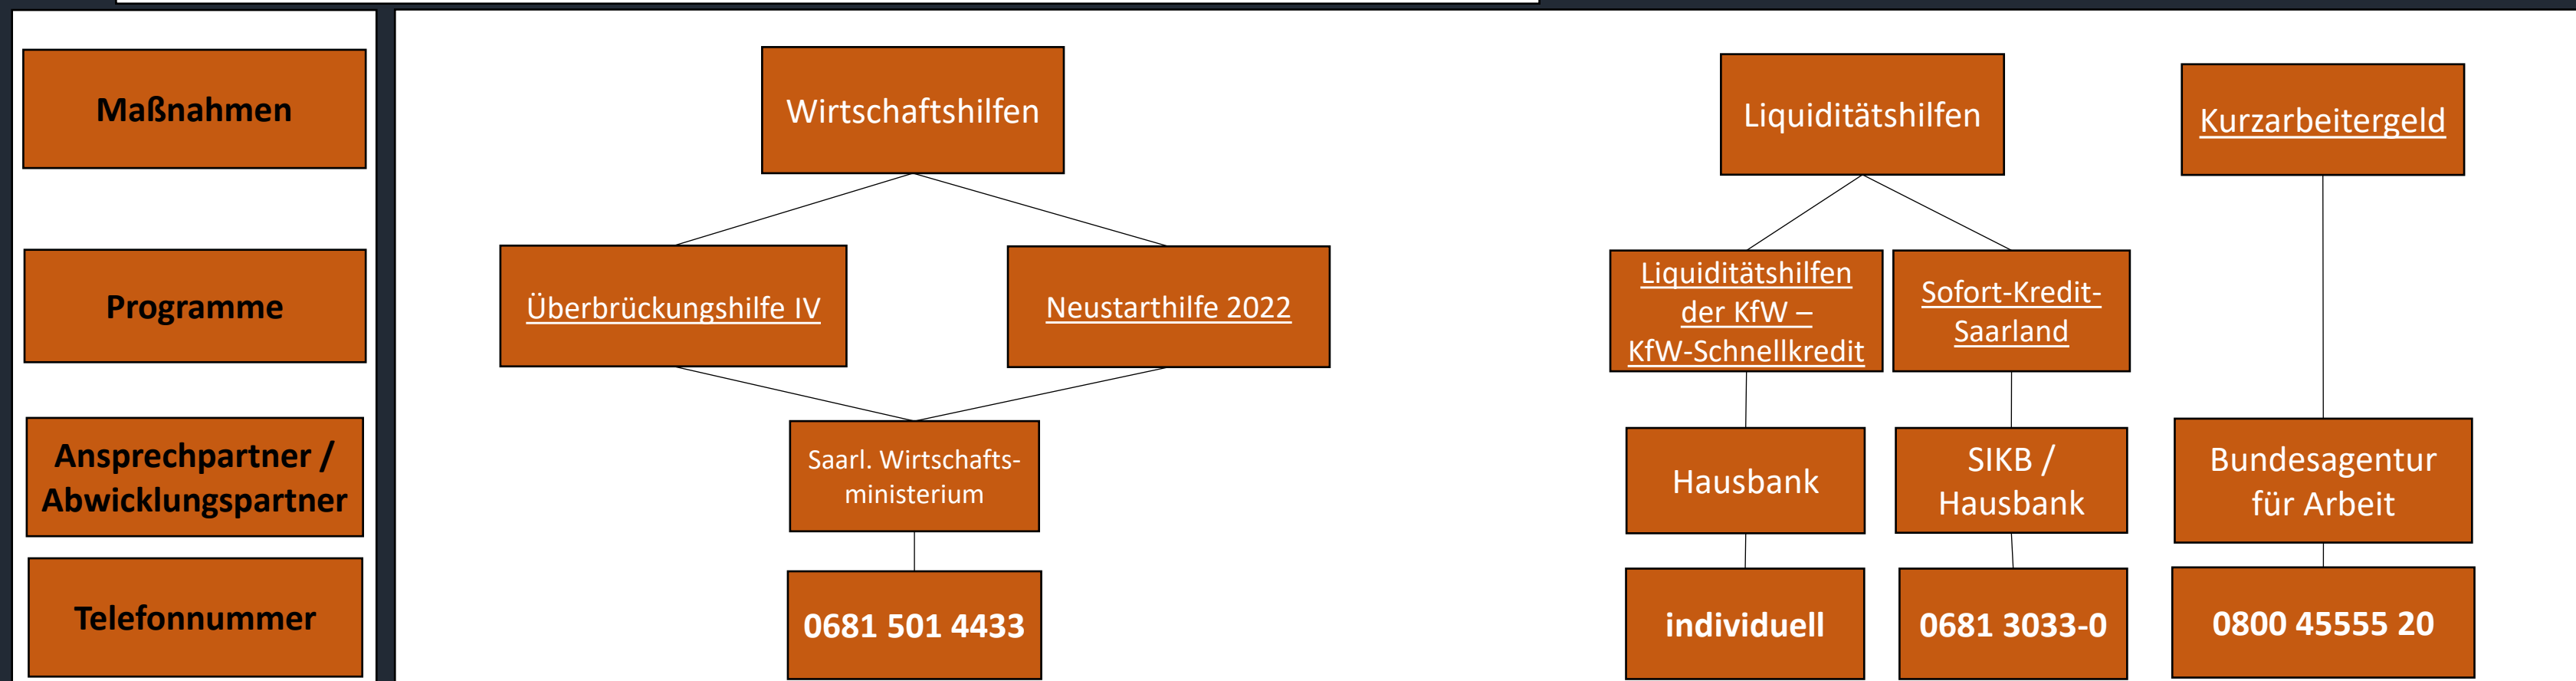 Maßnahmen
Wirtschaftshilfen
Liquiditätshilfen
Kurzarbeitergeld
Programme
Überbrückungshilfe IV
Neustarthilfe 2022
Liquiditätshilfen
der KfW –
KfW-Schnellkredit
Sofort-Kredit-
Saarland
Ansprechpartner /
Abwicklungspartner
Saarl. Wirtschafts-
ministerium
Hausbank
SIKB /
Hausbank
Bundesagentur
für Arbeit
Telefonnummer
0681 501 4433
individuell
0681 3033-0
0800 45555 20